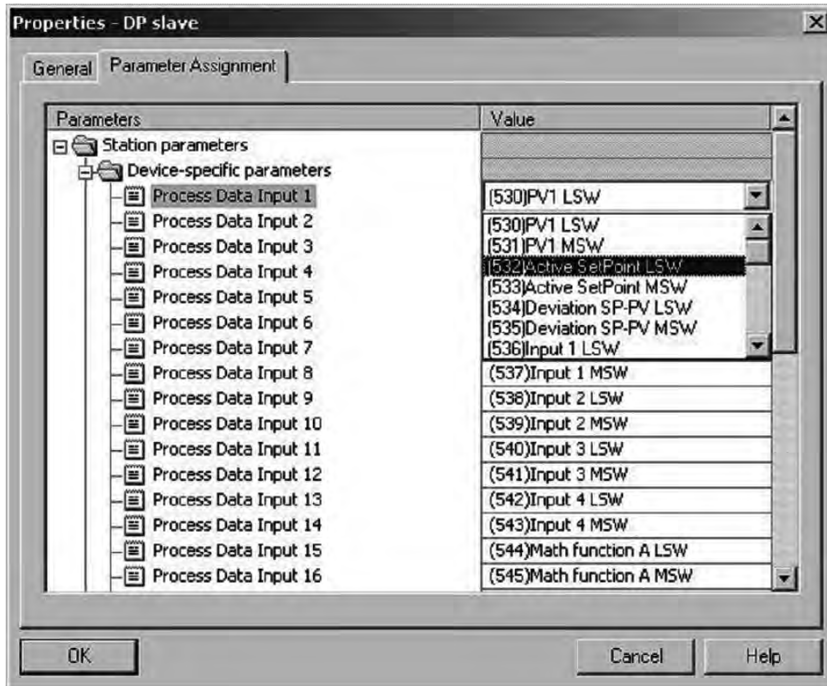 Properties - DP slave
General
Parameter Assignment
Parameters Value
Station parameters
Device-specific parameters
Process Data Input 1 (530)PV1 LSW
Process Data Input 2 (530)PV1 LSW
Process Data Input 3 (531)PV1 MSW
Process Data Input 4 (532)Active SetPoint LSW
Process Data Input 5 (533)Active SetPoint MSW
Process Data Input 6 (534)Deviation SP-PV LSW
(535)Deviation SP-PV MSW
Process Data Input 7 (536)Input 1 LSW
Process Data Input 8 (537)Input 1 MSW
Process Data Input 9 (538)Input 2 LSW
Process Data Input 10 (539)Input 2 MSW
Process Data Input 11 (540)Input 3 LSW
Process Data Input 12 (541)Input 3 MSW
Process Data Input 13 (542)Input 4 LSW
Process Data Input 14 (543)Input 4 MSW
Process Data Input 15 (544)Math function A LSW
Process Data Input 16 (545)Math function A MSW
OK Cancel Help